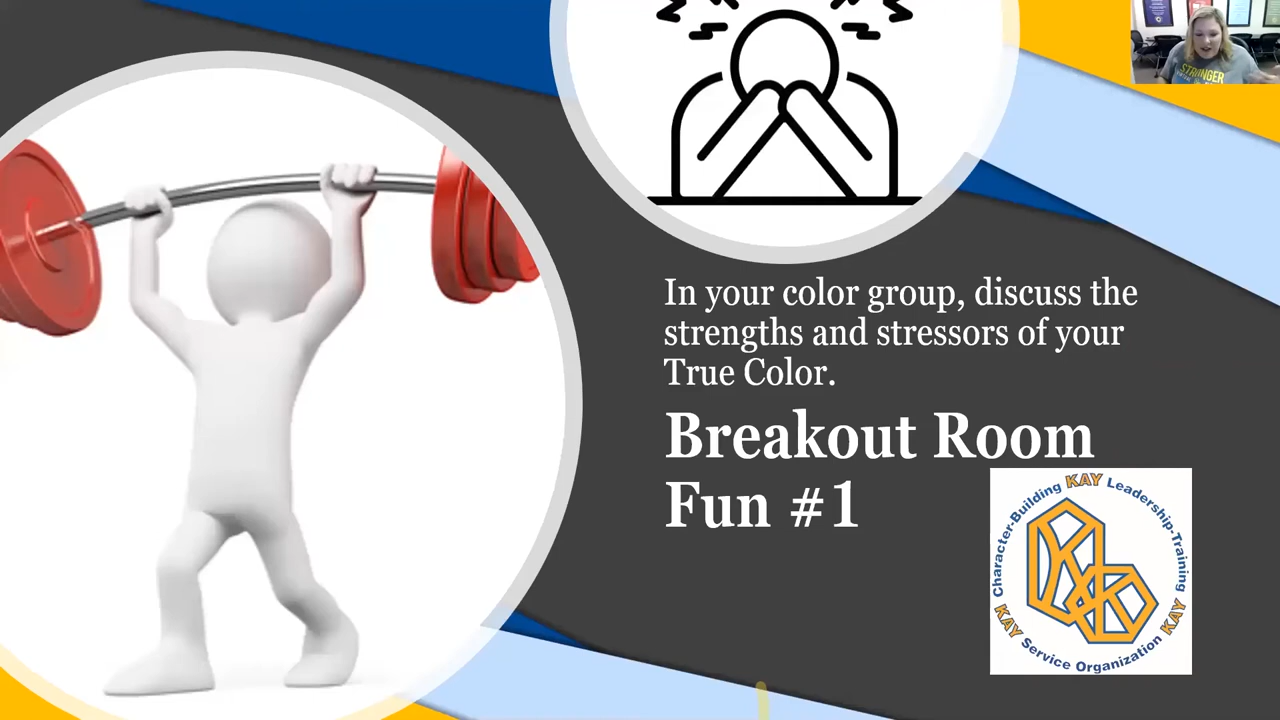 STRONGER
In your color group, discuss the
strengths and stressors of your
True Color.
Breakout Room
Fun #1
Character-Building KAY Leadership-Training KAY Service Organization KAY